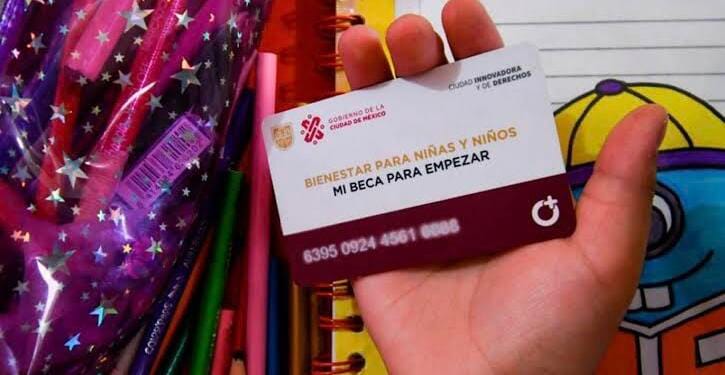 GOBIERNO DE LA
CIUDAD DE MÉXICO
CIUDAD INNOVADORA
Y DE DERECHOS
BIENESTAR PARA NIÑAS Y NIÑOS
MI BECA PARA EMPEZAR
6395 0924 4561